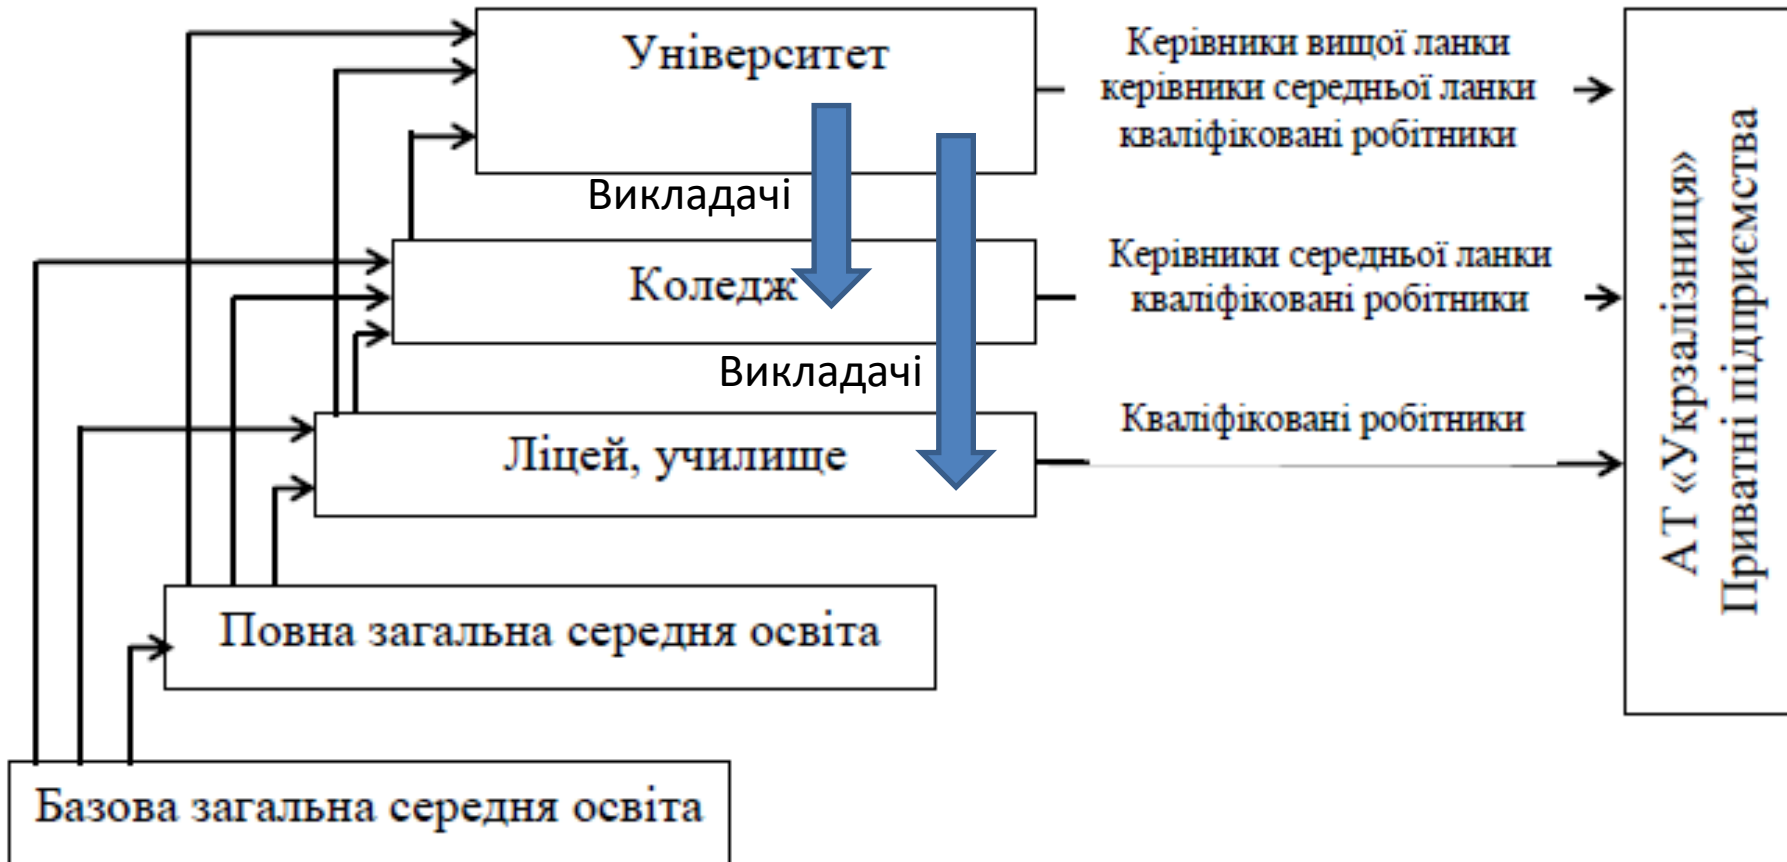 Університет
Керівники вищої ланки
керівники середньої ланки
кваліфіковані робітники
Викладачі
Коледж
Керівники середньої ланки
кваліфіковані робітники
Викладачі
Ліцей, училище
Кваліфіковані робітники
Повна загальна середня освіта
Базова загальна середня освіта
АТ «Укрзалізниця»
Приватні підприємства